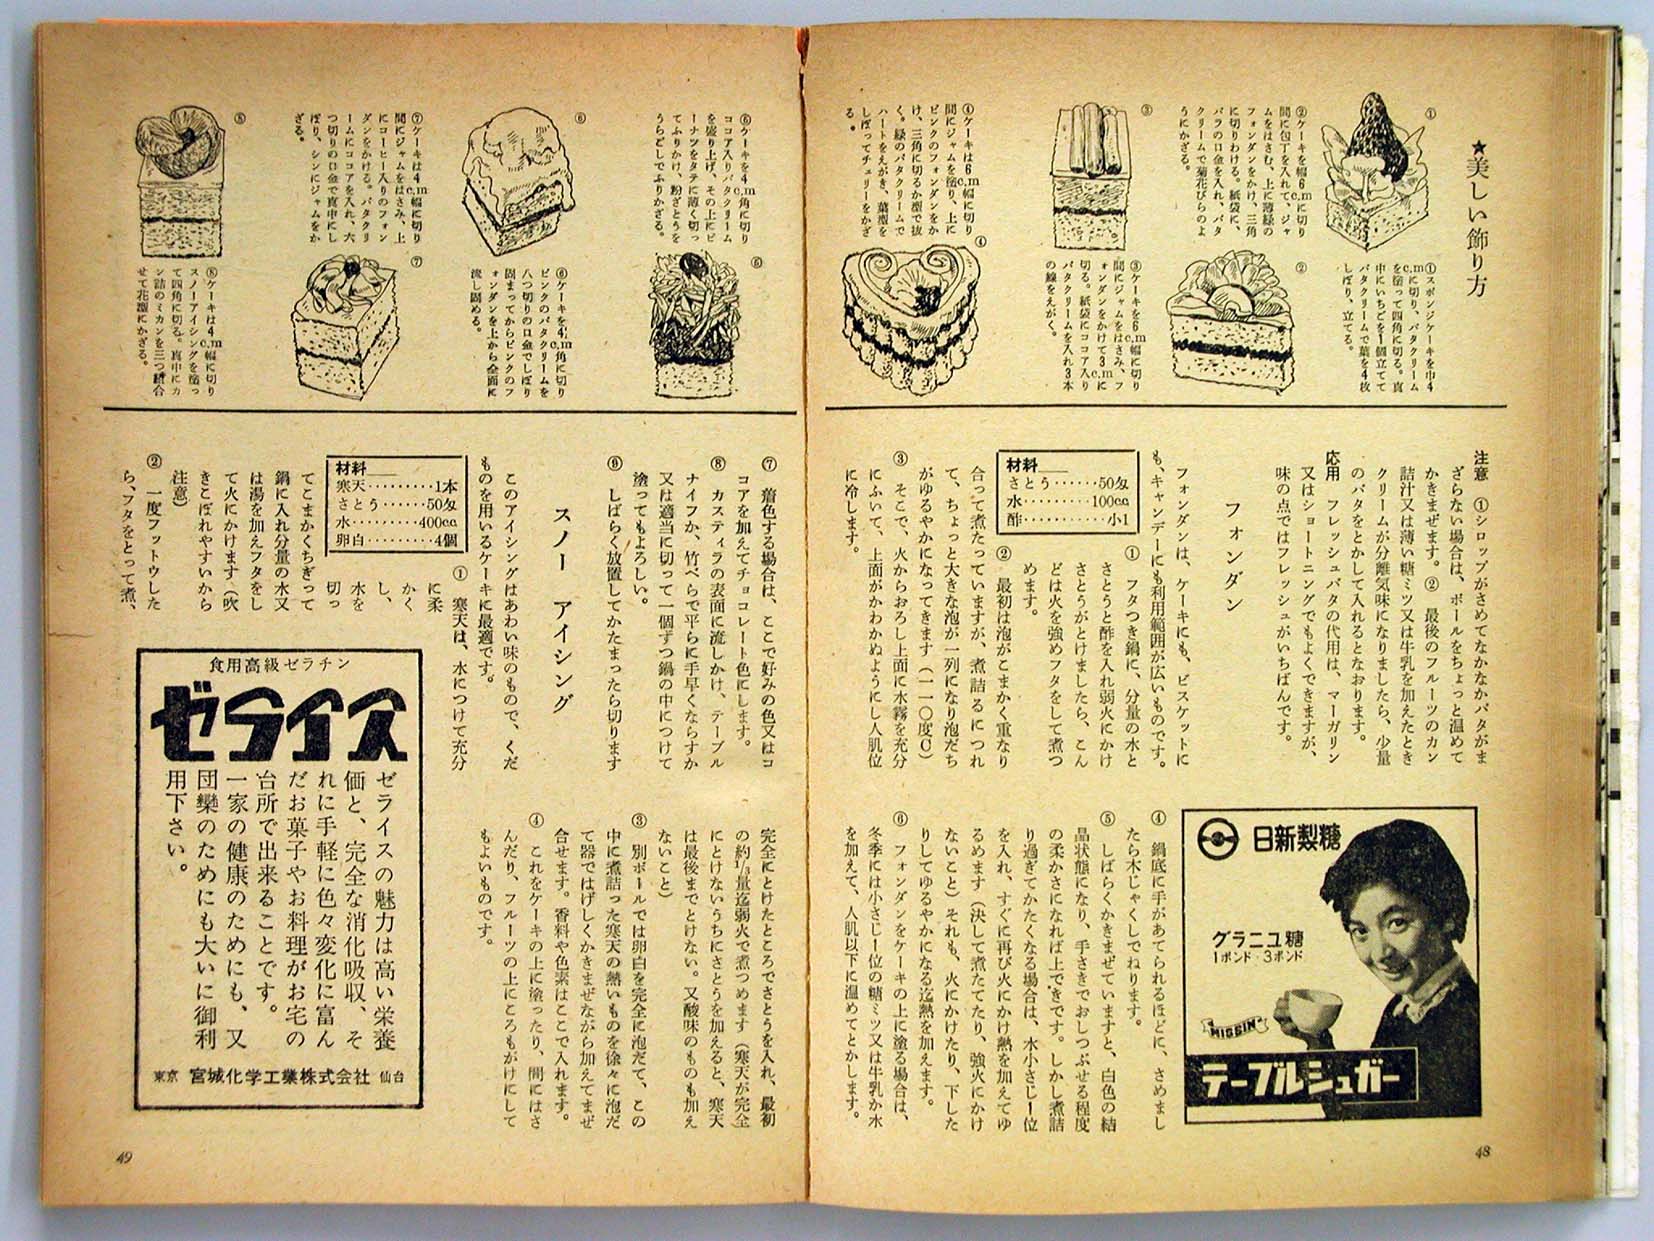 ★美しい飾り方
①
①スポンジケーキを巾4
c,mに切り、バタクリーム
を塗って四角に切る。真
中にいちごを1個立てて
バタクリームで葉を4枚
しぼり、立てる。
②
②ケーキを幅6c,mに切り
間に包丁を入れて、ジャ
ムをはさむ、上に薄緑の
フォンダンをかけ、三角
に切りわける。紙袋に、
バラの口金を入れ、バタ
クリームで菊花びらのよ
うにかざる。
③
③ケーキを6c,m幅に切り
間にジャムをはさみ、フ
ォンダンをかけて3c,mに
切る。紙袋にココア入り
バタクリームを入れ3本
の線をえがく。
④
④ケーキは6c,m幅に切り
間にジャムを塗り、上に
ピンクのフォンダンをか
け、三角に切るか型で抜
く。緑のバタクリームで
ハートをえがき、葉型を
しぼってチェリーをかざ
る。
注意　①シロップがさめてなかなかバタがま
ざらない場合は、ボールをちょっと温めて
かきまぜます。②　最後のフルーツのカン
詰汁又は薄い糖ミツ又は牛乳を加えたとき
クリームが分離気味になりましたら、少量
のバタをとかして入れるとなおります。
応用　フレッシュバタの代用は、マーガリン
又はショートニングでもよくできますが、
味の点ではフレッシュがいちばんです。
フォンダン
フォンダンは、ケーキにも、ビスケットに
も、キャンデーにも利用範囲が広いものです。
材料
さとう……50匁
水………100c.c.
酢…………小1
①　フタつき鍋に、分量の水と
さとうと酢を入れ弱火にかけ
さとうがとけましたら、こん
どは火を強めフタをして煮つ
めます。
②　最初は泡がこまかく重なり
合って煮たっていますが、煮詰るにつれ
て、ちょっと大きな泡が一列になり泡だち
がゆるやかになってきます（一一〇度C）
③　そこで、火からおろし上面に水霧を充分
にふいて、上面がかわかぬようにし人肌位
に冷します。
日新製糖
グラニュ糖
1ポンド・3ポンド
NISSIN
テーブルシュガー
④　鍋底に手があてられるほどに、さめまし
たら木じゃくしでねります。
⑤　しばらくかきまぜていますと、白色の結
晶状態になり、手さきでおしつぶせる程度
の柔かさになれば上できです。しかし煮詰
り過ぎてかたくなる場合は、水小さじ1位
を入れ、すぐに再び火にかけ熱を加えてゆ
るめます（決して煮たてたり、強火にかけ
ないこと）それも、火にかけたり、下した
りしてゆるやかになる迄熱を加えます。
⑥　フォンダンをケーキの上に塗る場合は、
冬季には小さじ1位の糖ミツ又は牛乳か水
を加えて、人肌以下に温めてとかします。
48
⑥ケーキを4c,m角に切り
ココア入りバタクリーム
を盛り上げ、その上にピ
ーナツをタテに薄く切っ
てふりかけ、粉ざとうを
うらごしでふりかざる。
⑥
⑥ケーキを4c,m角に切り
ピンクのバタクリームを
八つ切りの口金でしぼり
固まってからピンクのフ
ォンダンを上から全面に
流し固める。
⑥
⑦ケーキは4c,m幅に切り
間にジャムをはさみ、上
にコーヒー入りのフォン
ダンをかける。バタクリ
ームにココアを入れ、六
つ切りの口金で真中にし
ぼり、シンにジャムをか
ざる。
⑦
⑧
⑧ケーキは4c,m幅に切り
スノーアイシングを塗っ
て四角に切る。真中にカ
ン詰のミカンを三つ組合
せて花型にかざる。
⑦　着色する場合は、ここで好みの色又はコ
コアを加えてチョコレート色にします。
⑧　カスティラの表面に流しかけ、テーブル
ナイフか、竹べらで平らに手早くならすか
又は適当に切って一個ずつ鍋の中につけて
塗ってもよろしい。
⑨　しばらく放置してかたまったら切ります
スノー　アイシング
このアイシングはあわい味のもので、くだ
ものを用いるケーキに最適です。
材料
寒天………1本
さとう……50匁
水………400c.c.
卵白………4個
①　寒天は、水につけて充分
に柔
かく
し、
水を
切っ
てこまかくちぎって
鍋に入れ分量の水又
は湯を加えフタをし
て火にかけます（吹
きこぼれやすいから
注意）
②　一度フットウした
ら、フタをとって煮、
完全にとけたところでさとうを入れ、最初
の約1/3量迄弱火で煮つめます（寒天が完全
にとけないうちにさとうを加えると、寒天
は最後までとけない。又酸味のものも加え
ないこと）
③　別ボールでは卵白を完全に泡だて、この
中に煮詰った寒天の熱いものを徐々に泡だ
て器ではげしくかきまぜながら加えてまぜ
合せます。香料や色素はここで入れます。
④　これをケーキの上に塗ったり、間にはさ
んだり、フルーツの上にころもがけにして
もよいものです。
食用高級ゼラチン
ゼライス
ゼライスの魅力は高い栄養
価と、完全な消化吸収、そ
れに手軽に色々変化に富ん
だお菓子やお料理がお宅の
台所で出来ることです。
一家の健康のためにも、又
団欒のためにも大いに御利
用下さい。
東京　宮城化学工業株式会社　仙台
49